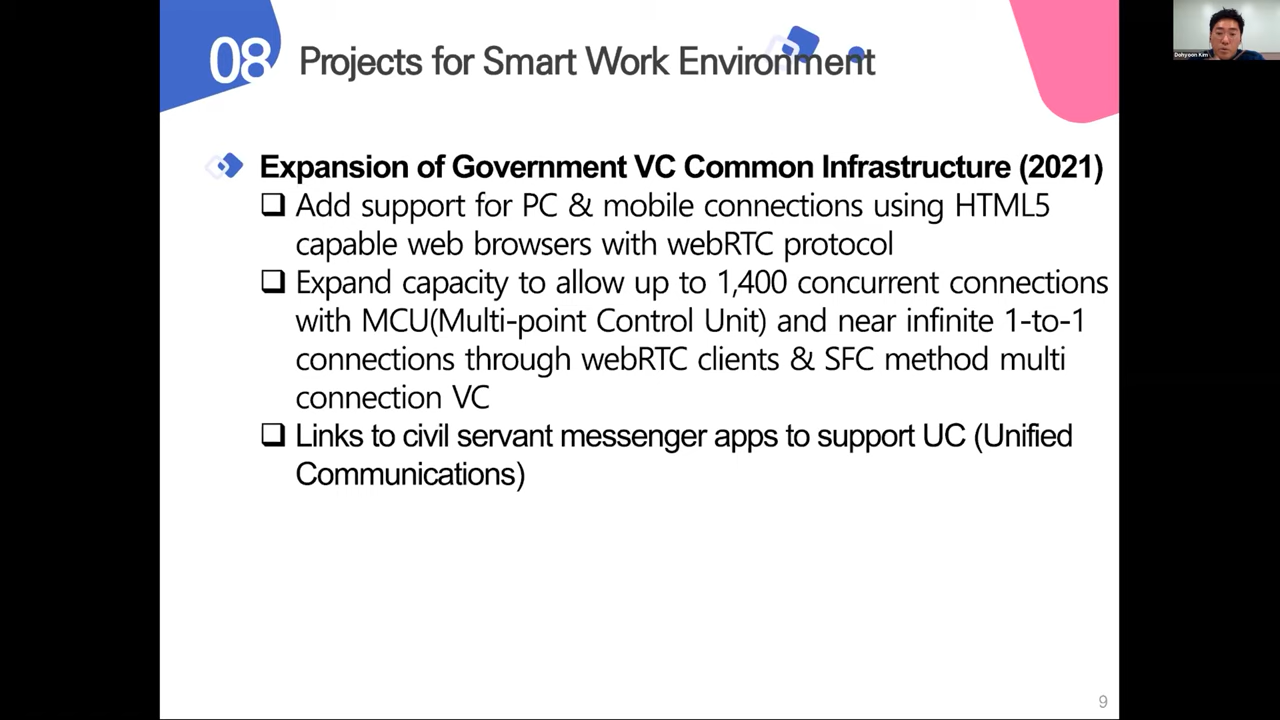 08 Projects for Smart Work Environment
Expansion of Government VC Common Infrastructure (2021)
❑ Add support for PC & mobile connections using HTML5
capable web browsers with webRTC protocol
❑ Expand capacity to allow up to 1,400 concurrent connections
with MCU(Multi-point Control Unit) and near infinite 1-to-1
connections through webRTC clients & SFC method multi
connection VC
❑ Links to civil servant messenger apps to support UC (Unified
Communications)
9
Dohyoon Kim